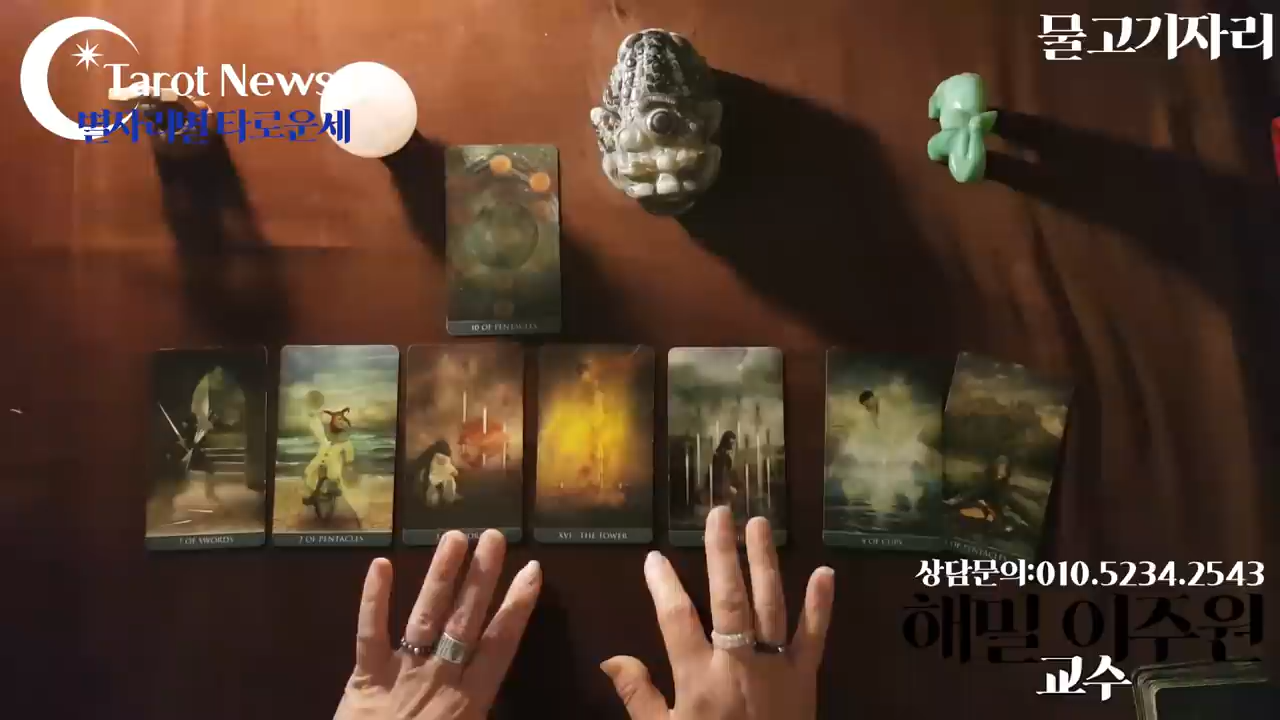 물고기자리
Tarot News
별자리별 타로운세
10 OF PENTACLES
5 OF SWORDS
2 OF PENTACLES
XVI THE TOWER
상담문의:010.5234.2543
해밀 이주원
교수